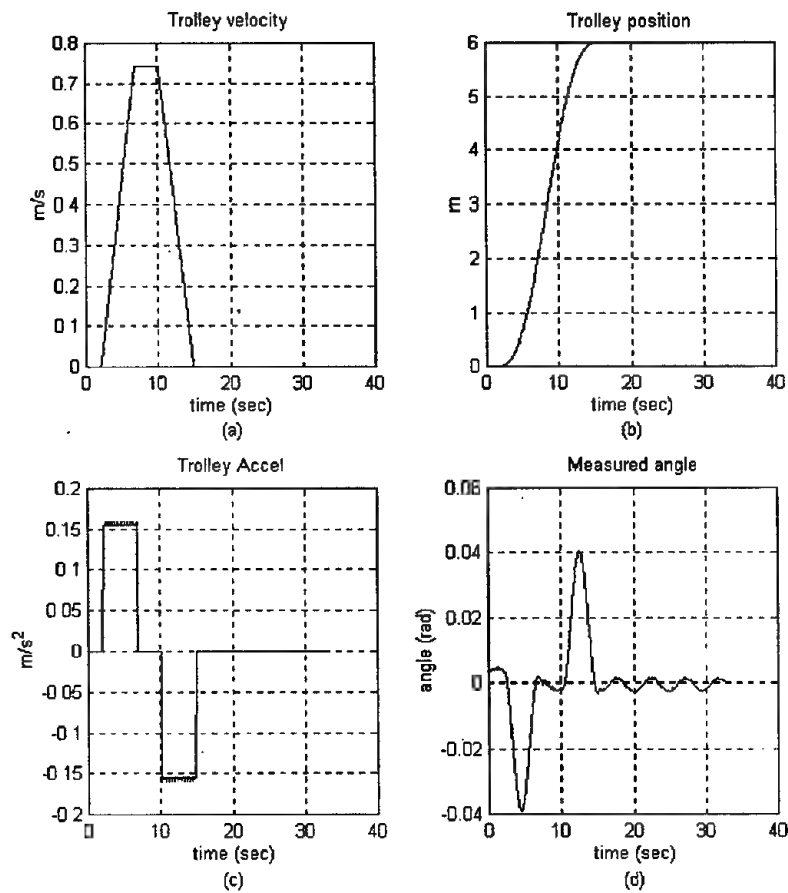 Trolley velocity
0.8
0.7
0.6
0.5
0.4
0.3
0.2
0.1
0
m/s
0 10 20 30 40
time (sec)
(a)
Trolley position
6
5
4
3
2
1
0
m
0 10 20 30 40
time (sec)
(b)
Trolley Accel
0.2
0.15
0.1
0.05
0
-0.05
-0.1
-0.15
-0.2
m/s²
0 10 20 30 40
time (sec)
(c)
Measured angle
0.06
0.04
0.02
0
-0.02
-0.04
angle (rad)
0 10 20 30 40
time (sec)
(d)